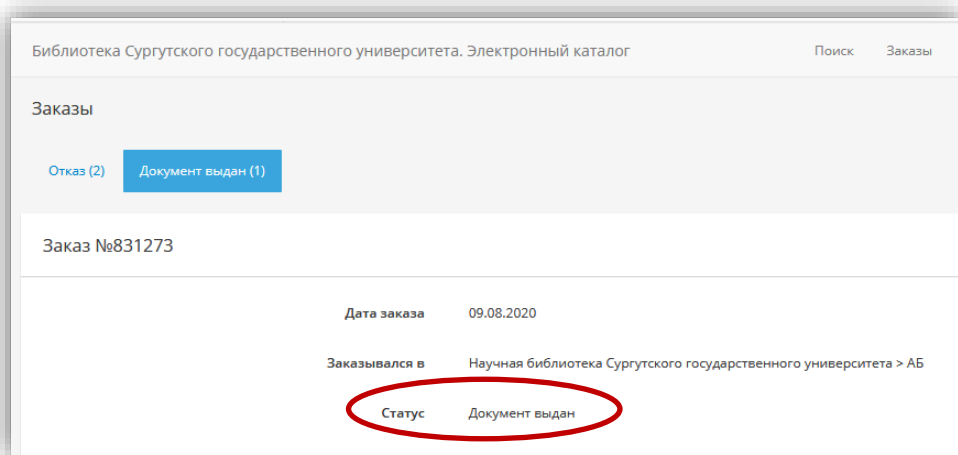 Библиотека Сургутского государственного университета. Электронный каталог Поиск Заказы
Заказы
Отказ (2) Документ выдан (1)
Заказ №831273
Дата заказа 09.08.2020
Заказывался в Научная библиотека Сургутского государственного университета > АБ
Статус Документ выдан